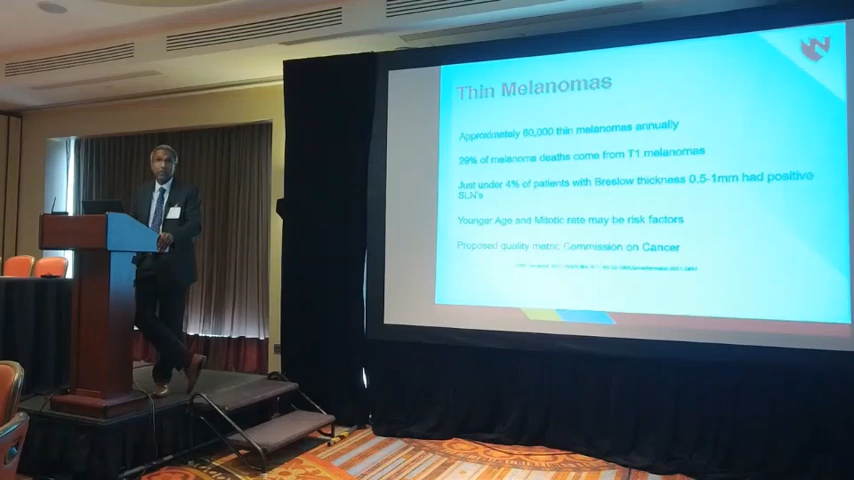 Thin Melanomas
Approximately 60,000 thin melanomas annually
29% of melanoma deaths come from T1 melanomas
Just under 4% of patients with Breslow thickness 0.5-1mm had positive
SLN's
Younger Age and Mitotic rate may be risk factors
Proposed quality metric Commission on Cancer